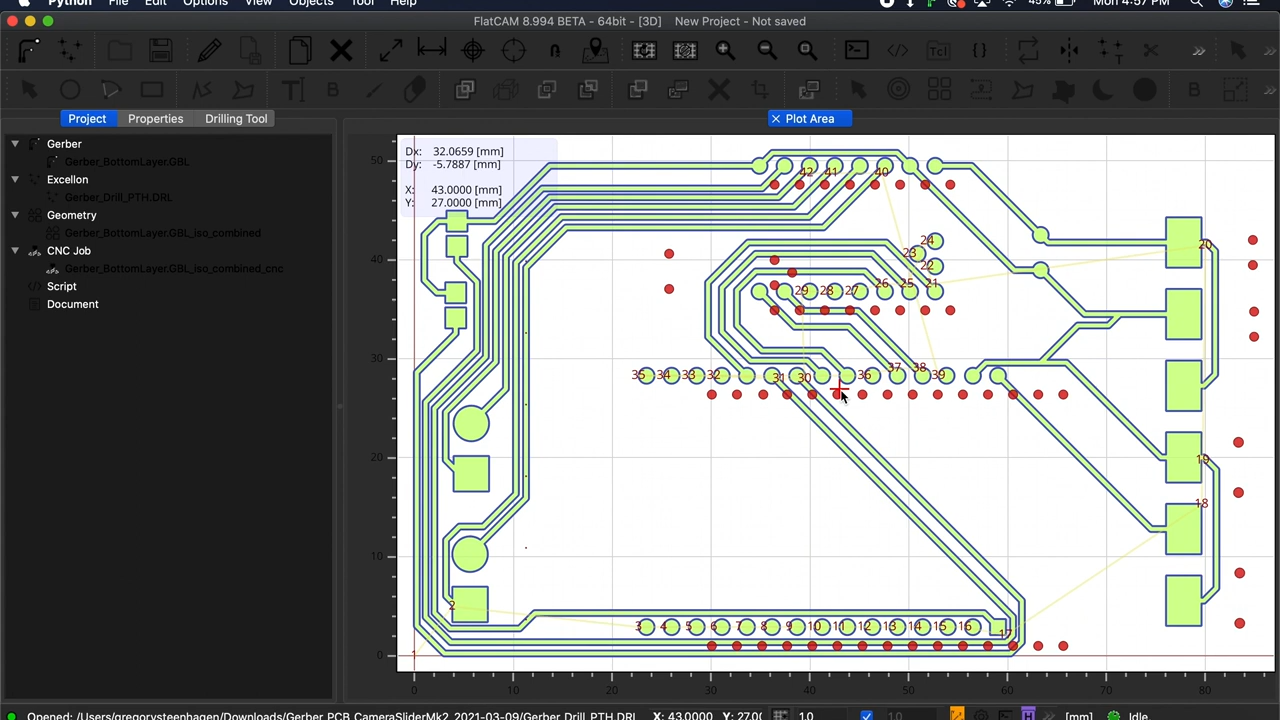 Python File Edit Options View Objects Tool Help 45% Mon 4:57 PM
FlatCAM 8.994 BETA - 64bit - [3D] New Project - Not saved
Tcl
T B B
Project Properties Drilling Tool
Plot Area
Gerber
Gerber_BottomLayer.GBL
Excellon
Gerber_Drill_PTH.DRL
Geometry
Gerber_BottomLayer.GBL_iso_combined
CNC Job
Gerber_BottomLayer.GBL_iso_combined_cnc
Script
Document
Dx: 32.0659 [mm]
Dy: -5.7887 [mm]
X: 43.0000 [mm]
Y: 27.0000 [mm]
50
42 41 40
24
20
23
40
22
29 28 27 26 25 21
30
37 38
35 34 33 32 31 30 36 39
20
19
18
10
2
3 4 5 6 7 8 9 10 11 12 13 14 15 16
17
0
1
0 10 20 30 40 50 60 70 80
Opened: /Users/gregorysteenhagen/Downloads/Gerber_PCB_CameraSliderMk2_2021-03-09/Gerber_Drill_PTH.DRL X: 43.0000 Y: 27.00 1.0 1.0 H [mm] Idle